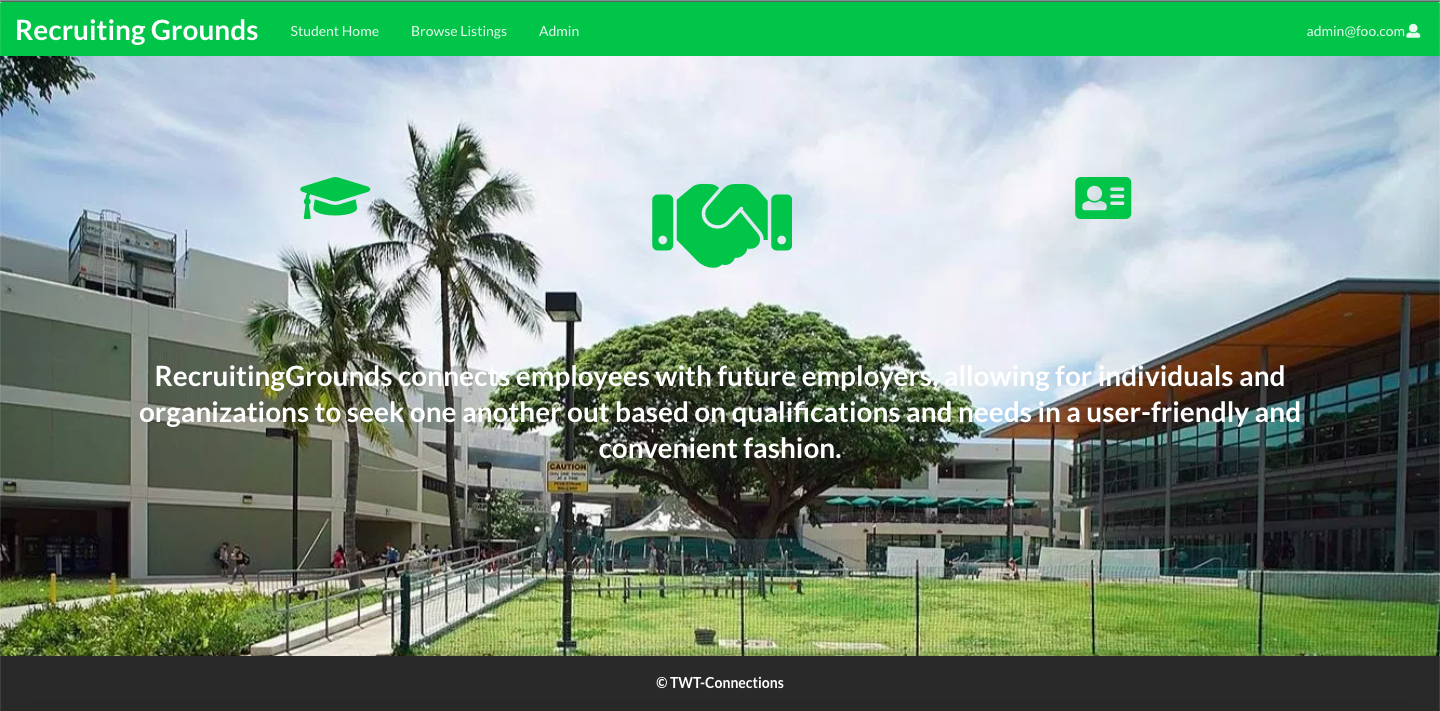 Recruiting Grounds
Student Home
Browse Listings
Admin
admin@foo.com
RecruitingGrounds connects employees with future employers, allowing for individuals and
organizations to seek one another out based on qualifications and needs in a user-friendly and
convenient fashion.
CAUTION
© TWT-Connections